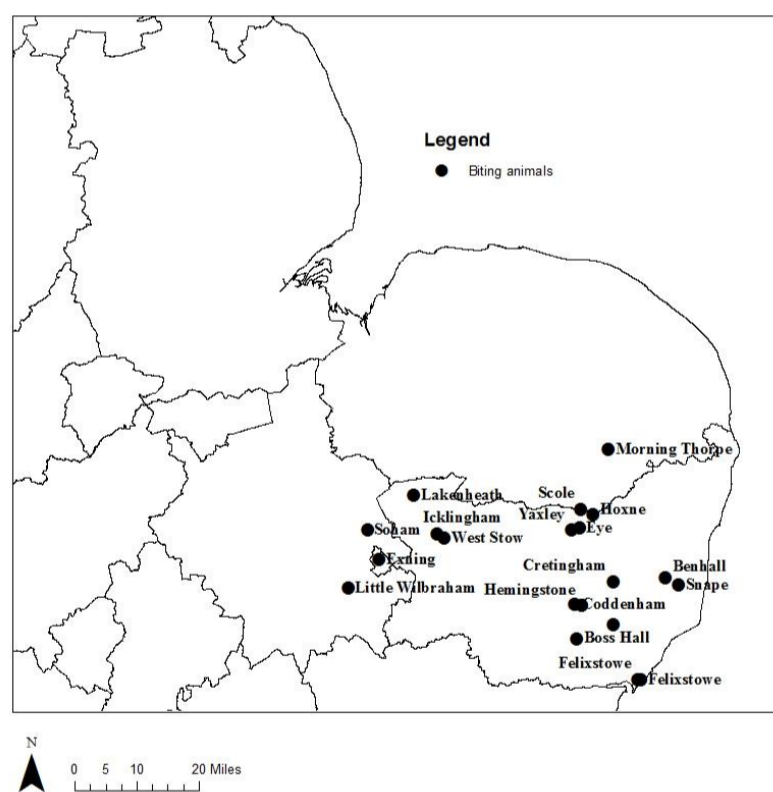 Legend
Biting animals
Morning Thorpe
Lakenheath
Scole
Hoxne
Icklingham
Yaxley
Soham
Eye
West Stow
Exning
Cretingham
Benhall
Snape
Little Wilbraham
Hemingstone
Coddenham
Boss Hall
Felixstowe
Felixstowe
N
0 5 10 20 Miles